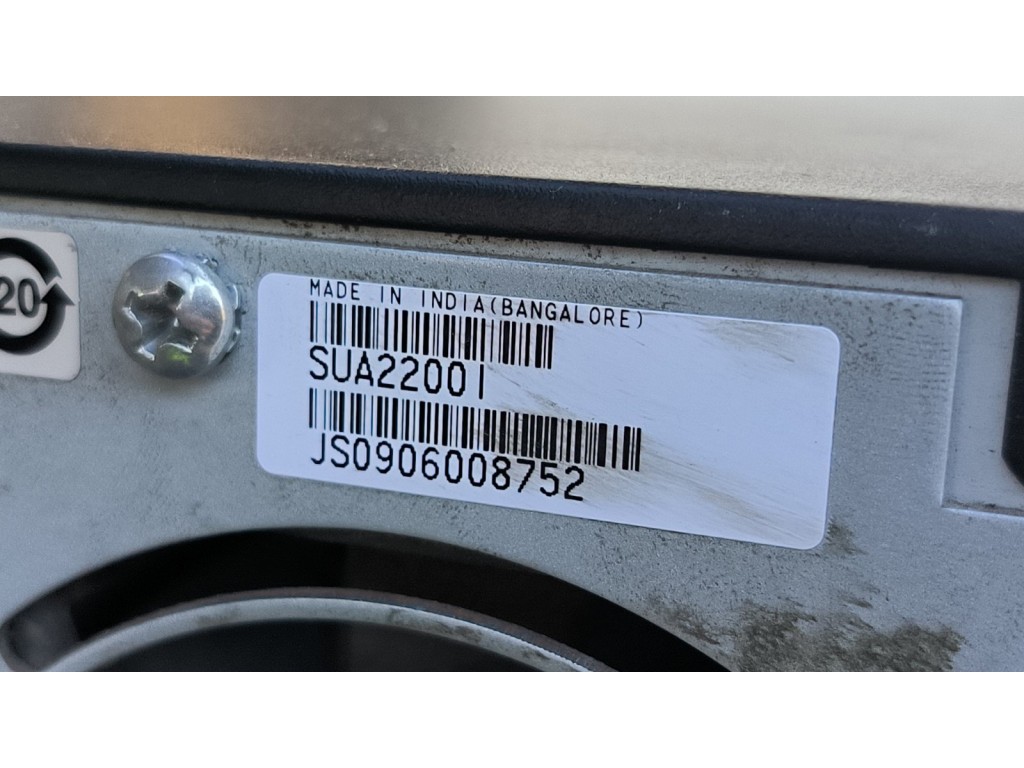 20
MADE IN INDIA(BANGALORE)
SUA2200I
JS0906008752